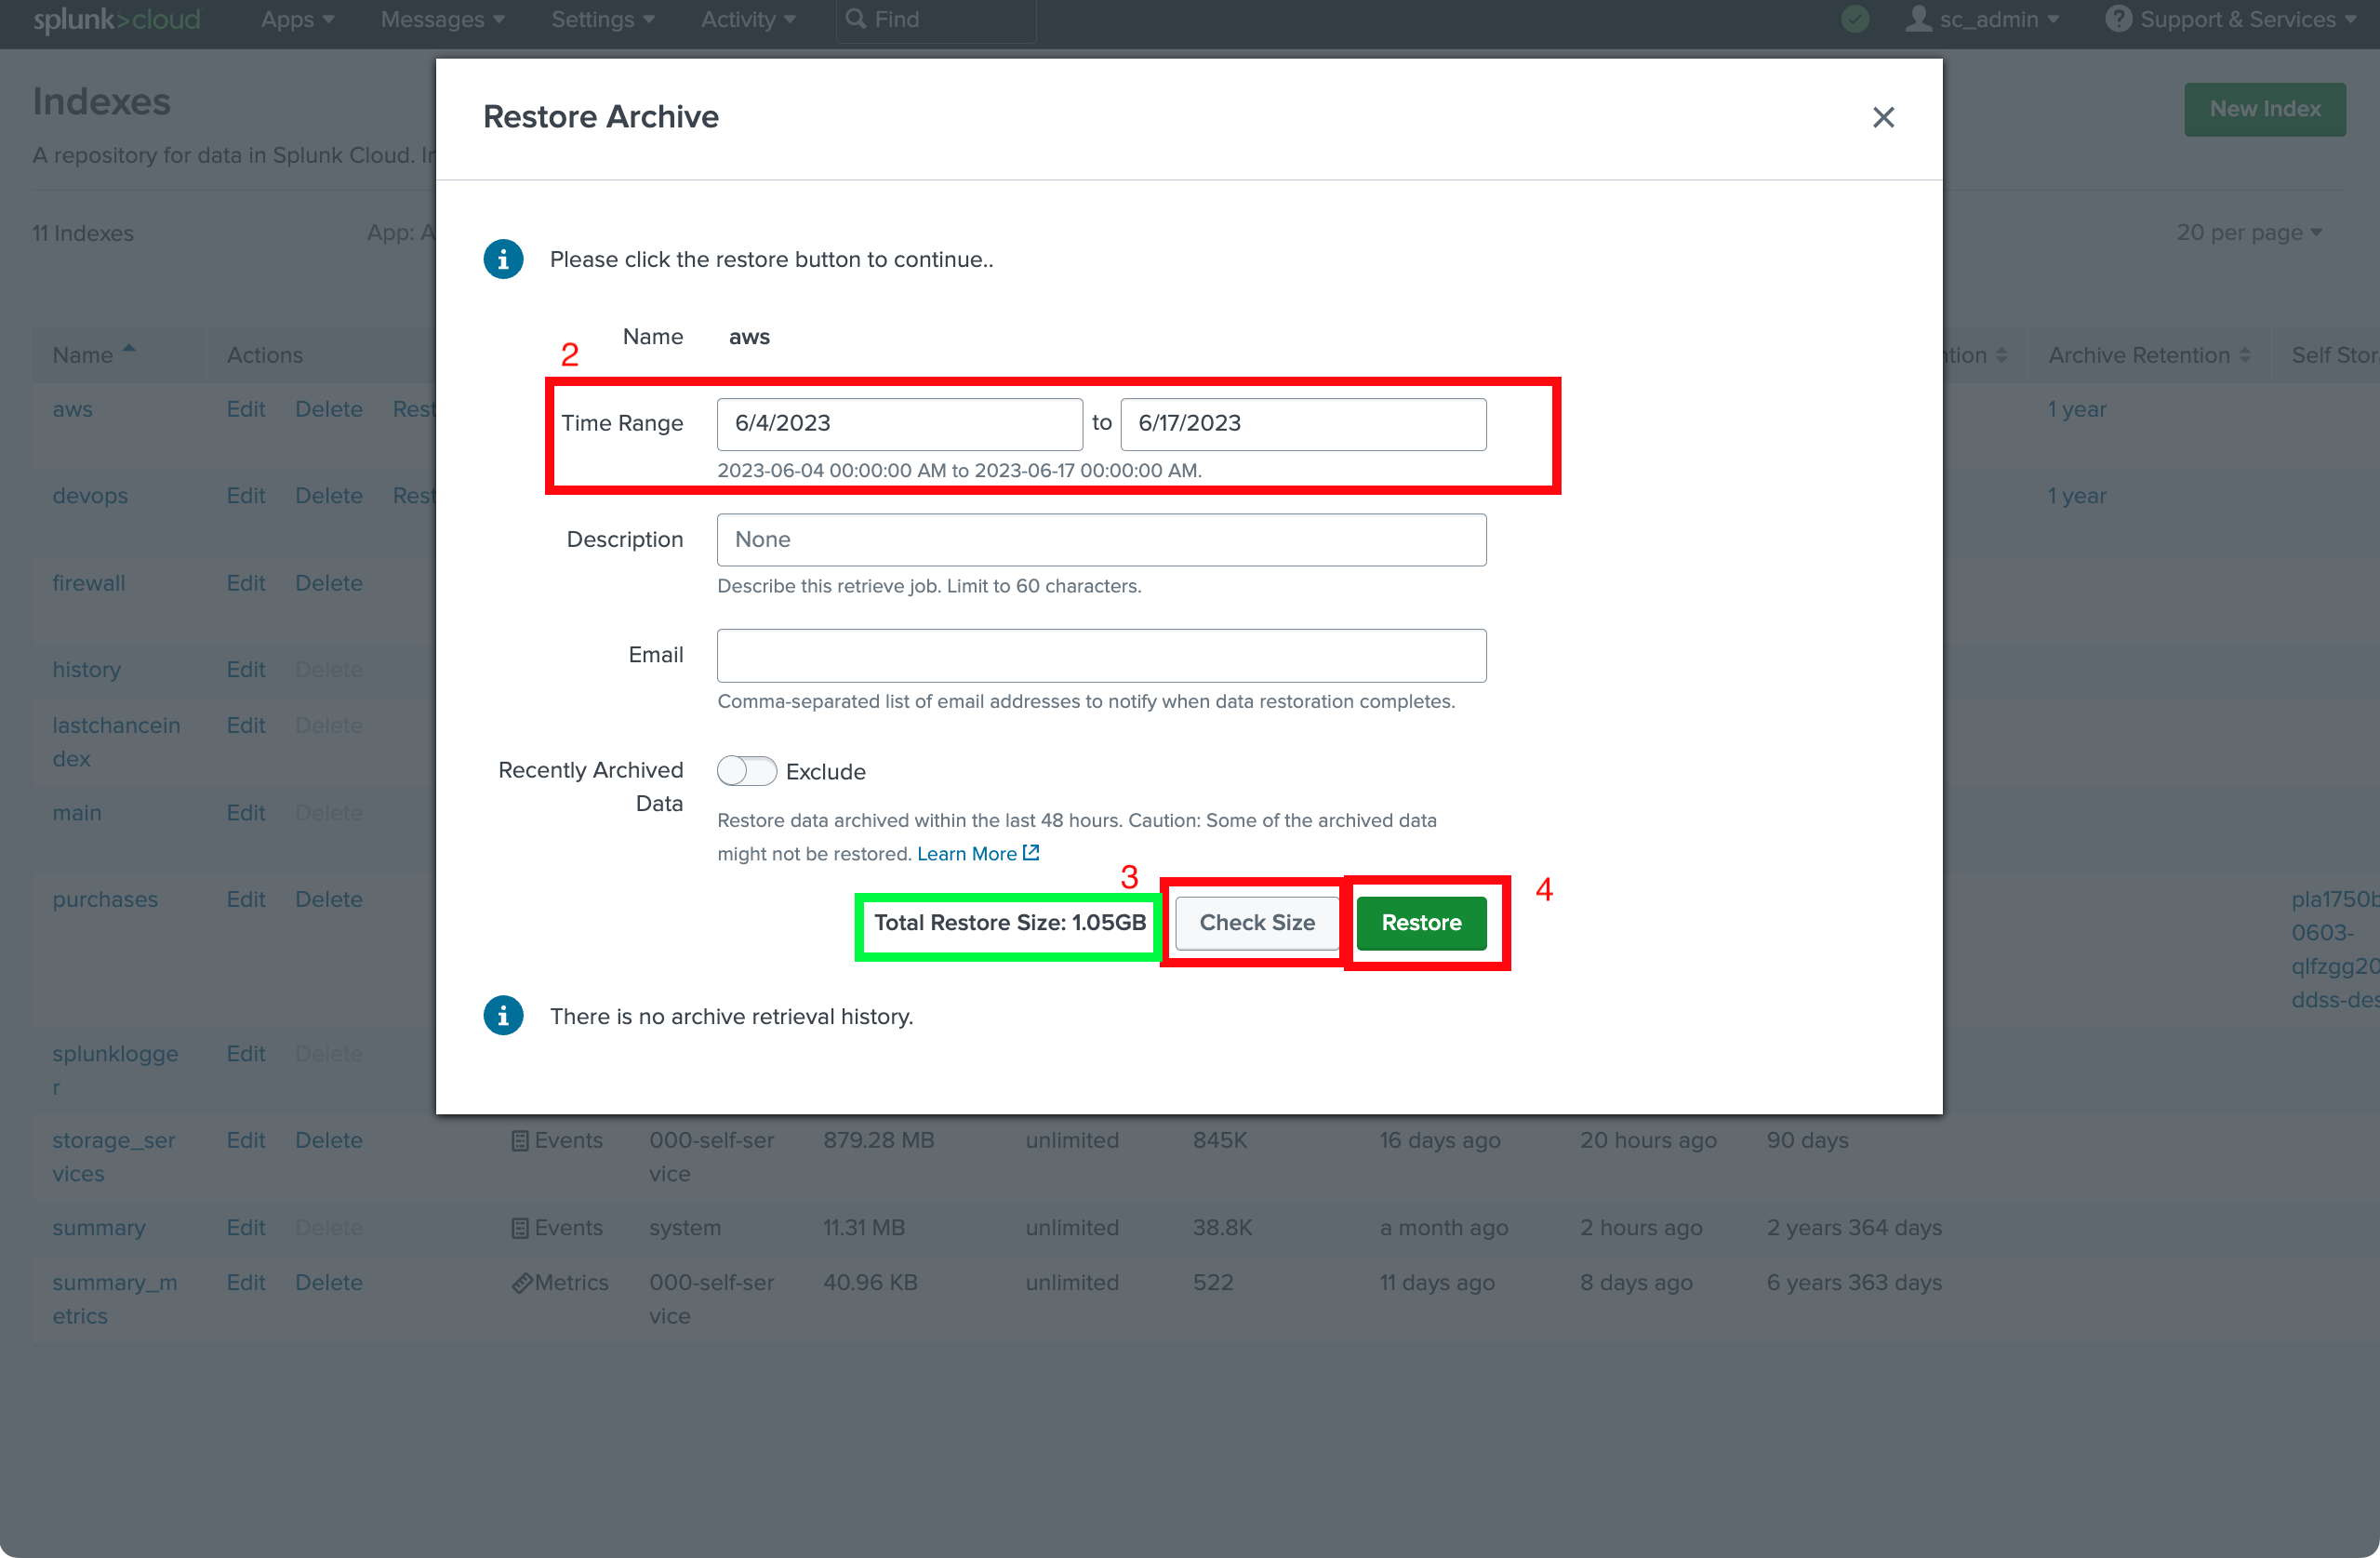 splunk>cloud Apps Messages Settings Activity Find sc_admin Support & Services
Indexes
New Index
A repository for data in Splunk Cloud.
11 Indexes App: 20 per page
Restore Archive
Please click the restore button to continue..
Name aws
2
Time Range 6/4/2023 to 6/17/2023
2023-06-04 00:00:00 AM to 2023-06-17 00:00:00 AM.
Description None
Describe this retrieve job. Limit to 60 characters.
Email
Comma-separated list of email addresses to notify when data restoration completes.
Recently Archived
Data
Exclude
Restore data archived within the last 48 hours. Caution: Some of the archived data
might not be restored. Learn More
3
4
Total Restore Size: 1.05GB Check Size Restore
There is no archive retrieval history.
Name Actions Archive Retention Self Stor
aws Edit Delete Rest 1 year
devops Edit Delete Rest 1 year
firewall Edit Delete
history Edit Delete
lastchancein Edit Delete
dex
main Edit Delete
purchases Edit Delete pla1750b
0603-
qlfzgg20
ddss-des
splunklogge Edit Delete
r
storage_ser Edit Delete Events 000-self-ser 879.28 MB unlimited 845K 16 days ago 20 hours ago 90 days
vices vice
summary Edit Delete Events system 11.31 MB unlimited 38.8K a month ago 2 hours ago 2 years 364 days
summary_m Edit Delete Metrics 000-self-ser 40.96 KB unlimited 522 11 days ago 8 days ago 6 years 363 days
etrics vice